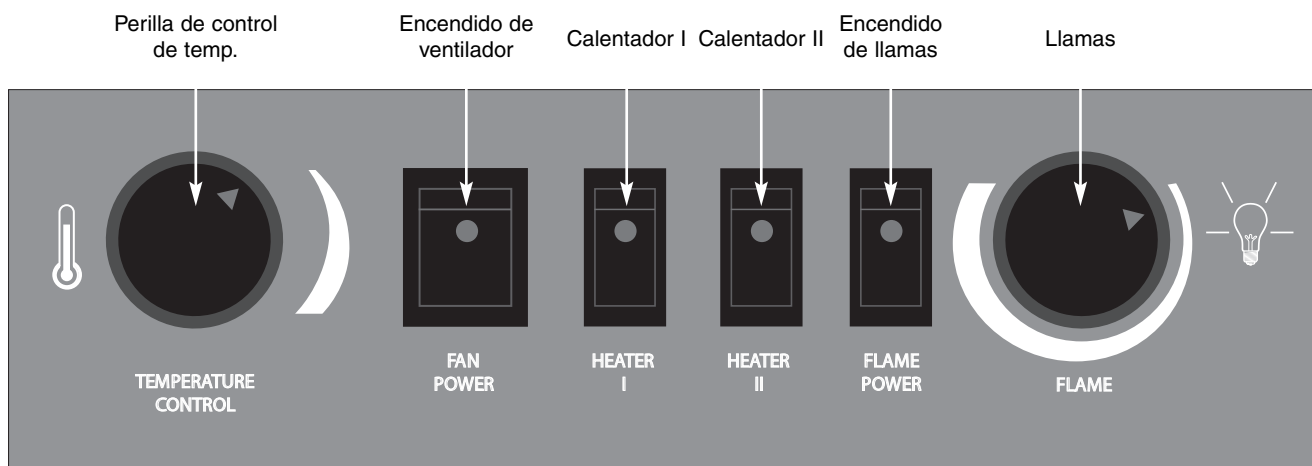 Perilla de control
de temp.
Encendido de
ventilador
Calentador I
Calentador II
Encendido
de llamas
Llamas
TEMPERATURE
CONTROL
FAN
POWER
HEATER
I
HEATER
II
FLAME
POWER
FLAME